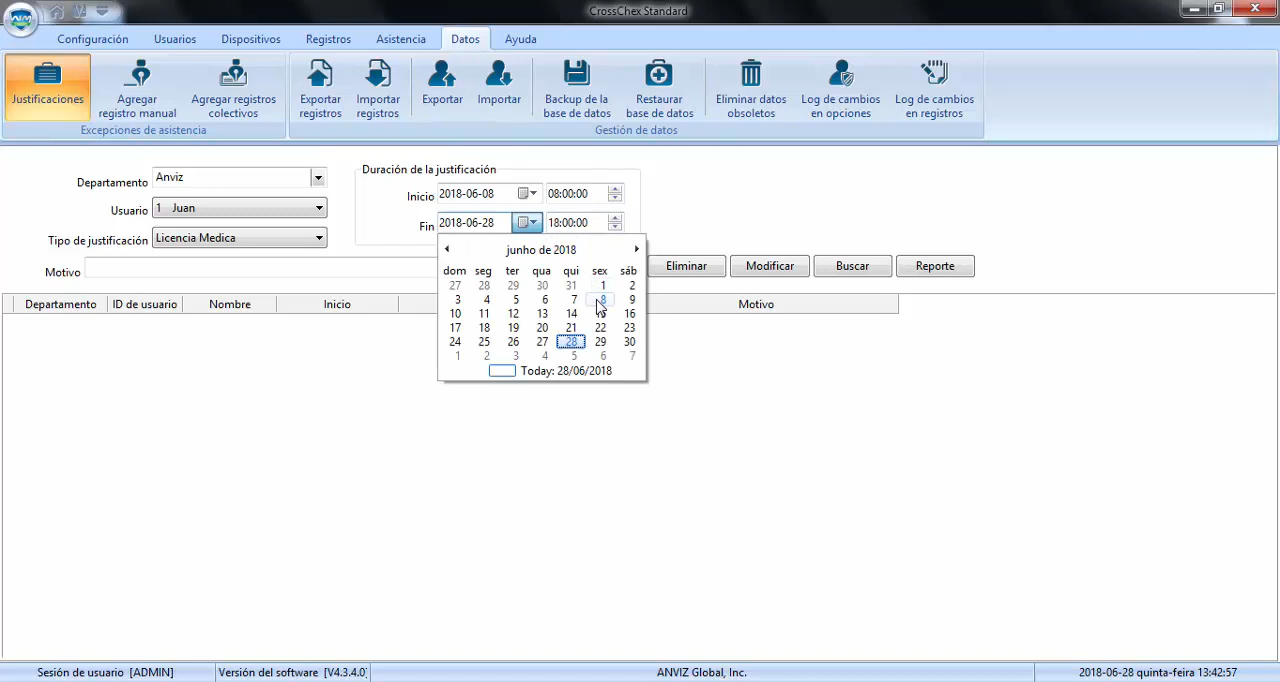 CrossChex Standard
Configuración Usuarios Dispositivos Registros Asistencia Datos Ayuda
Justificaciones
Agregar registro manual
Agregar registros colectivos
Exportar registros
Importar registros
Exportar
Importar
Backup de la base de datos
Restaurar base de datos
Eliminar datos obsoletos
Log de cambios en opciones
Log de cambios en registros
Excepciones de asistencia
Gestión de datos
Departamento Anviz
Usuario 1 Juan
Tipo de justificación Licencia Medica
Motivo
Duración de la justificación
Inicio 2018-06-08 08:00:00
Fin 2018-06-28 18:00:00
junho de 2018
dom seg ter qua qui sex sáb
27 28 29 30 31 1 2
3 4 5 6 7 8 9
10 11 12 13 14 16
17 18 19 20 21 22 23
24 25 26 27 28 29 30
1 2 3 4 5 6 7
Today: 28/06/2018
Eliminar Modificar Buscar Reporte
Departamento ID de usuario Nombre Inicio Motivo
Sesión de usuario [ADMIN] Versión del software [V4.3.4.0] ANVIZ Global, Inc. 2018-06-28 quinta-feira 13:42:57